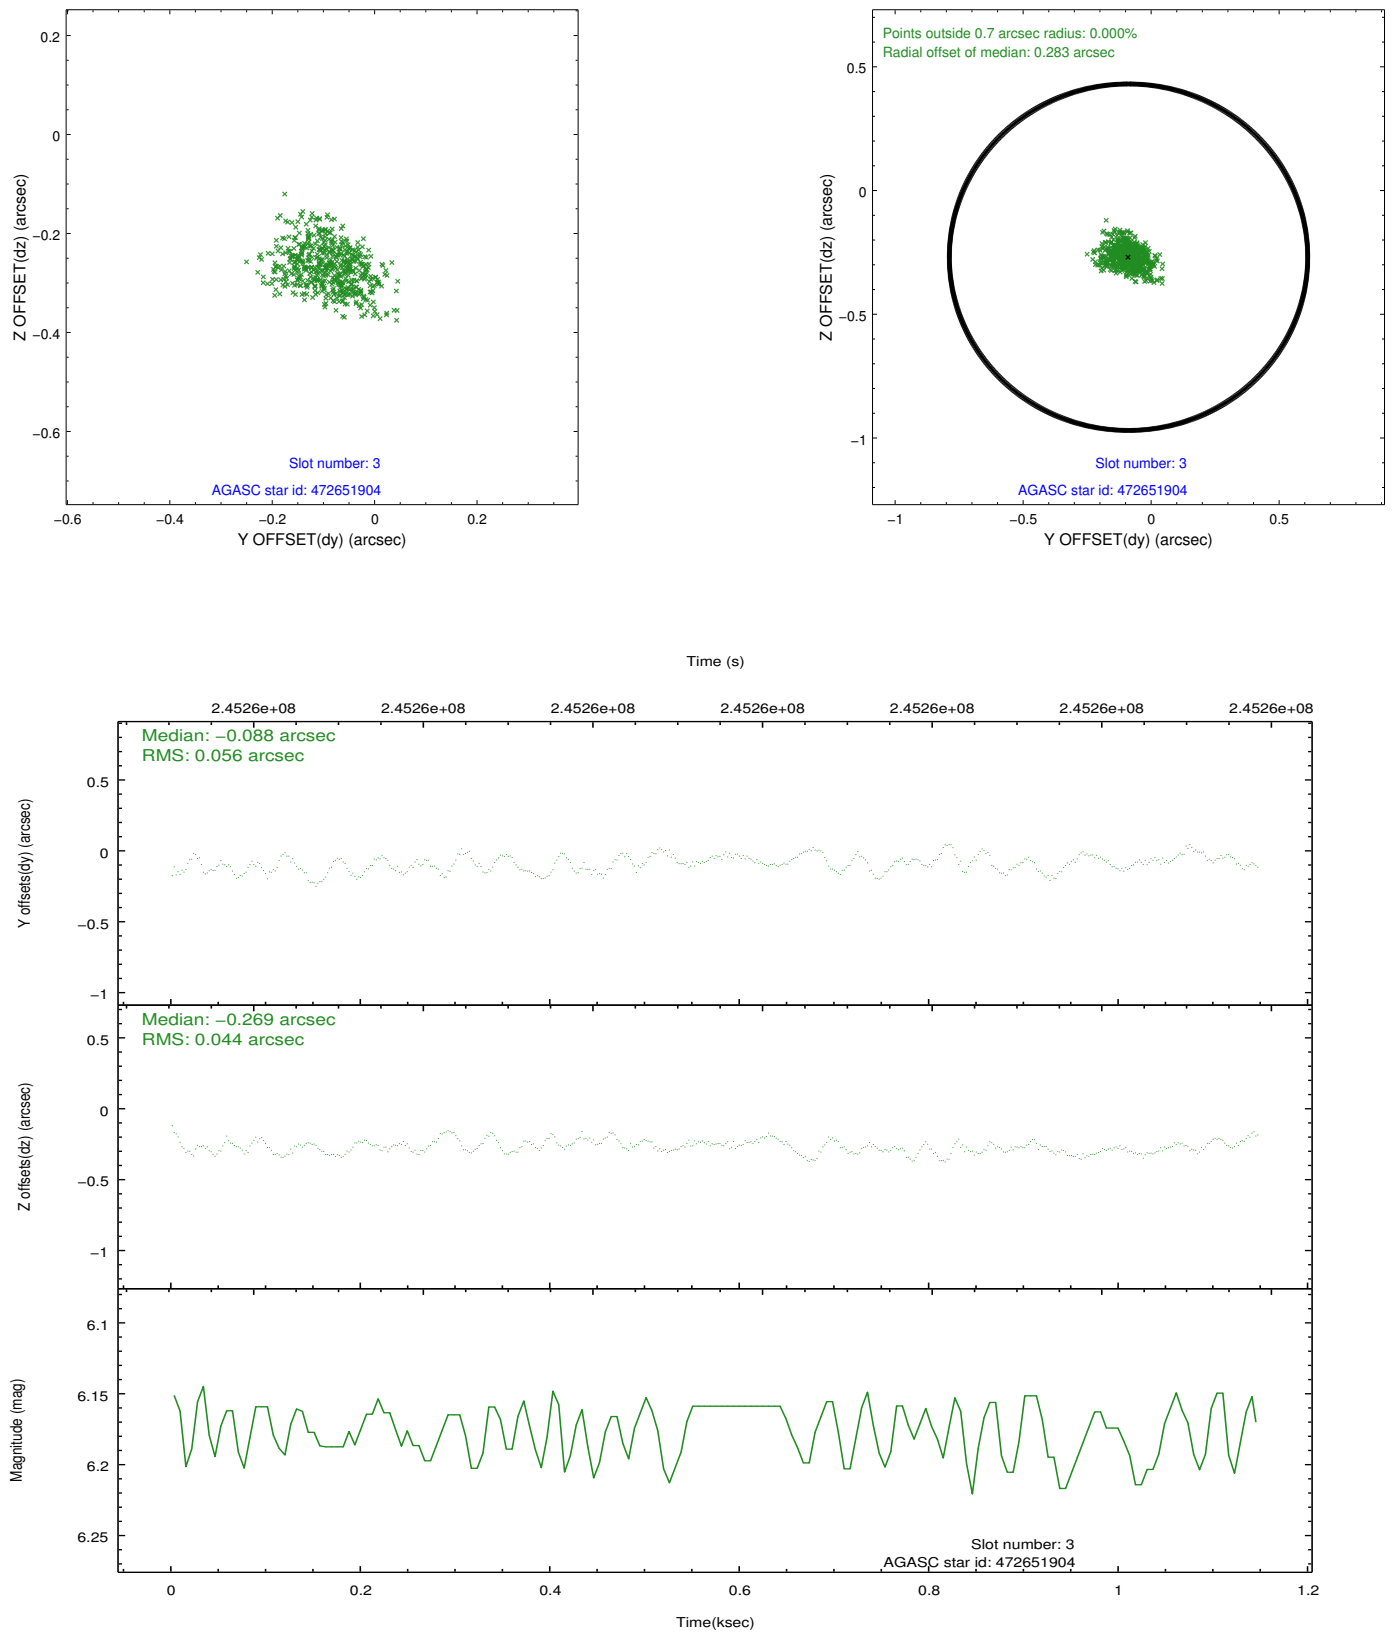 0.2
0
−0.2
−0.4
−0.6
Z OFFSET(dz) (arcsec)
Slot number: 3
AGASC star id: 472651904
−0.6 −0.4 −0.2 0 0.2
Y OFFSET(dy) (arcsec)
Points outside 0.7 arcsec radius: 0.000%
Radial offset of median: 0.283 arcsec
0.5
0
−0.5
−1
Z OFFSET(dz) (arcsec)
Slot number: 3
AGASC star id: 472651904
−1 −0.5 0 0.5
Y OFFSET(dy) (arcsec)
Time (s)
2.4526e+08 2.4526e+08 2.4526e+08 2.4526e+08 2.4526e+08 2.4526e+08 2.4526e+08
Median: −0.088 arcsec
RMS: 0.056 arcsec
0.5
0
−0.5
−1
Y offsets(dy) (arcsec)
Median: −0.269 arcsec
RMS: 0.044 arcsec
0.5
0
−0.5
−1
Z offsets(dz) (arcsec)
6.1
6.15
6.2
6.25
Magnitude (mag)
Slot number: 3
AGASC star id: 472651904
0 0.2 0.4 0.6 0.8 1 1.2
Time(ksec)